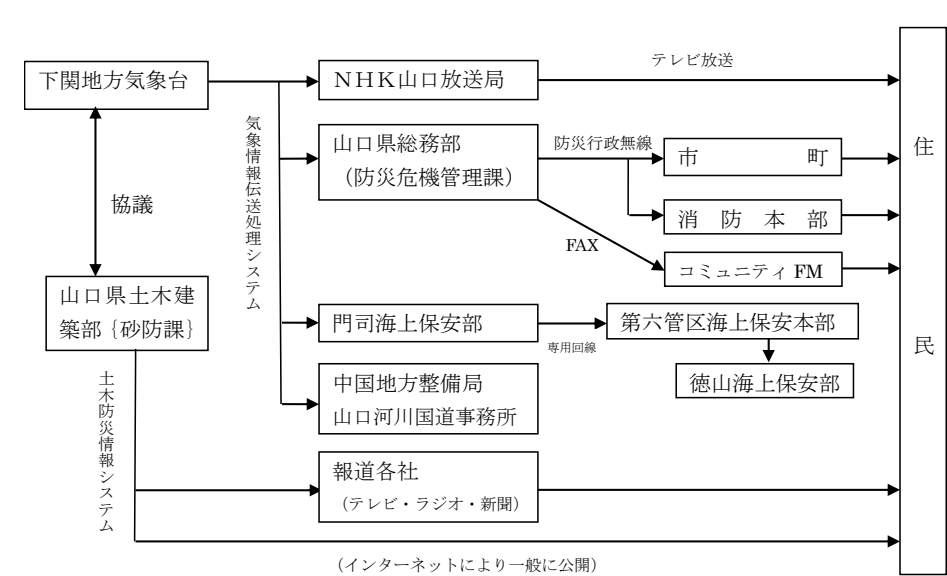 下関地方気象台
NHK山口放送局
テレビ放送
山口県総務部
（防災危機管理課）
防災行政無線
市　　町
消防本部
FAX
コミュニティFM
気象情報伝送処理システム
協議
山口県土木建
築部｛砂防課｝
門司海上保安部
専用回線
第六管区海上保安本部
徳山海上保安部
中国地方整備局
山口河川国道事務所
土木防災情報システム
報道各社
（テレビ・ラジオ・新聞）
（インターネットにより一般に公開）
住民